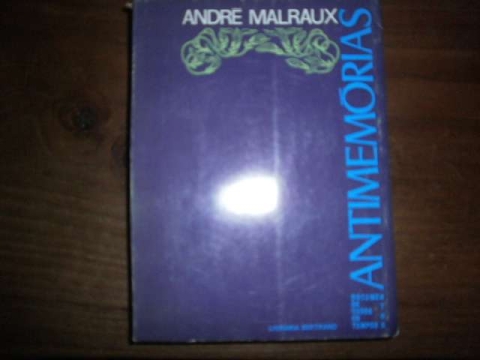 ANDRÉ MALRAUX
ANTIMEMÓRIAS
LIVRARIA BERTRAND